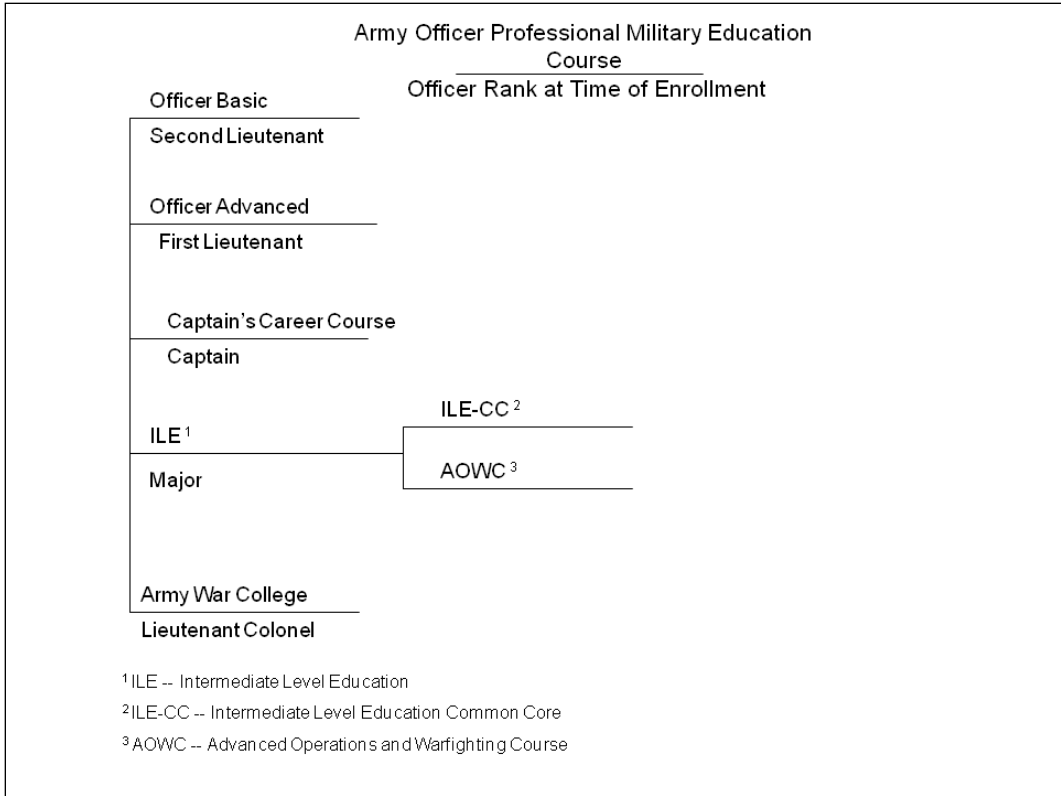 Army Officer Professional Military Education
Course
Officer Rank at Time of Enrollment
Officer Basic
Second Lieutenant
Officer Advanced
First Lieutenant
Captain's Career Course
Captain
ILE ¹
Major
ILE-CC ²
AOWC ³
Army War College
Lieutenant Colonel
¹ ILE -- Intermediate Level Education
² ILE-CC -- Intermediate Level Education Common Core
³ AOWC -- Advanced Operations and Warfighting Course